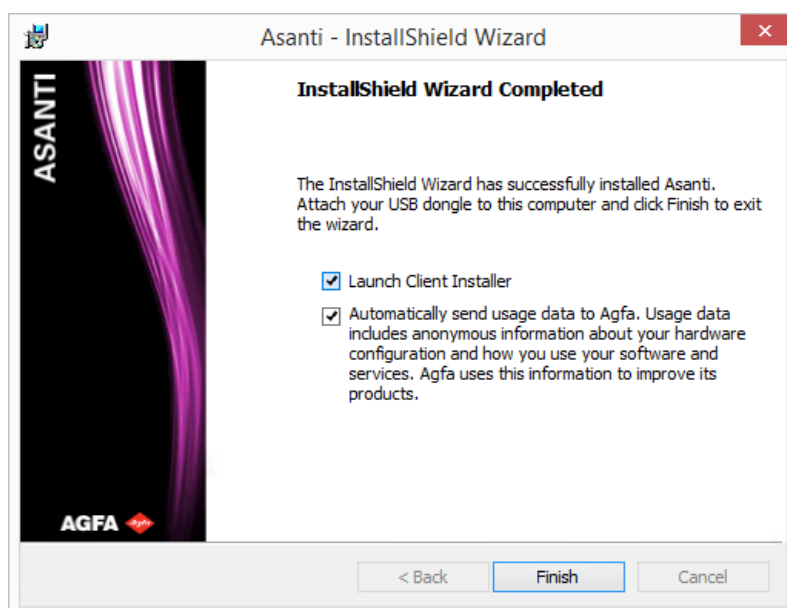 Asanti - InstallShield Wizard
ASANTI
InstallShield Wizard Completed
The InstallShield Wizard has successfully installed Asanti.
Attach your USB dongle to this computer and click Finish to exit
the wizard.
Launch Client Installer
Automatically send usage data to Agfa. Usage data
includes anonymous information about your hardware
configuration and how you use your software and
services. Agfa uses this information to improve its
products.
AGFA
< Back
Finish
Cancel